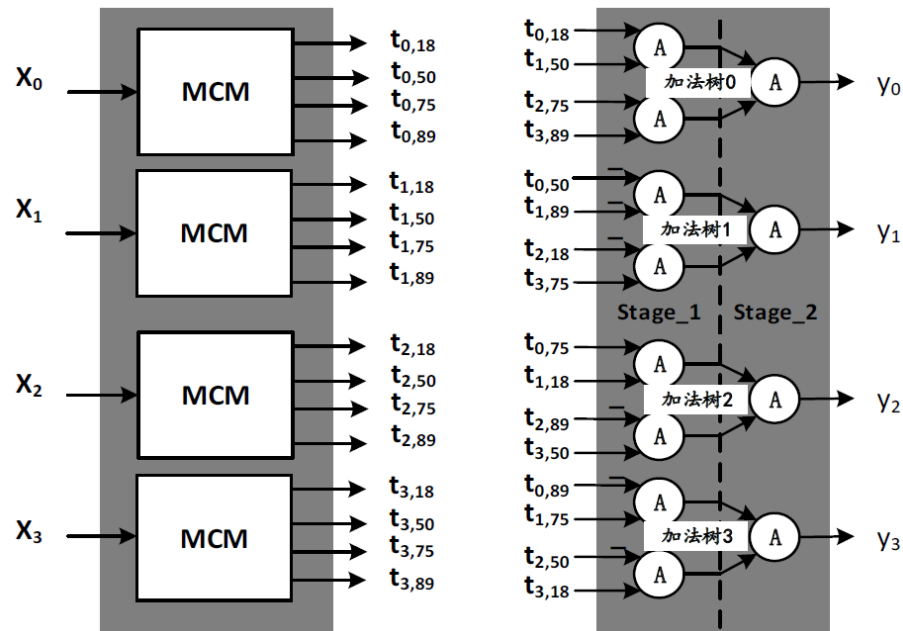 X0
MCM
t0,18
t0,50
t0,75
t0,89
X1
MCM
t1,18
t1,50
t1,75
t1,89
X2
MCM
t2,18
t2,50
t2,75
t2,89
X3
MCM
t3,18
t3,50
t3,75
t3,89
t0,18
t1,50
t2,75
t3,89
A
A
加法树0
A
y0
– t0,50
– t1,89
– t2,18
t3,75
A
A
加法树1
A
y1
Stage_1
Stage_2
t0,75
t1,18
– t2,89
t3,50
A
A
加法树2
A
y2
– t0,89
t1,75
– t2,50
t3,18
A
A
加法树3
A
y3